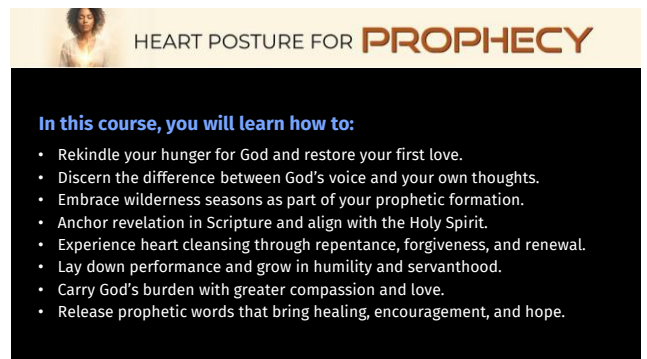 HEART POSTURE FOR PROPHECY
In this course, you will learn how to:
• Rekindle your hunger for God and restore your first love.
• Discern the difference between God’s voice and your own thoughts.
• Embrace wilderness seasons as part of your prophetic formation.
• Anchor revelation in Scripture and align with the Holy Spirit.
• Experience heart cleansing through repentance, forgiveness, and renewal.
• Lay down performance and grow in humility and servanthood.
• Carry God’s burden with greater compassion and love.
• Release prophetic words that bring healing, encouragement, and hope.